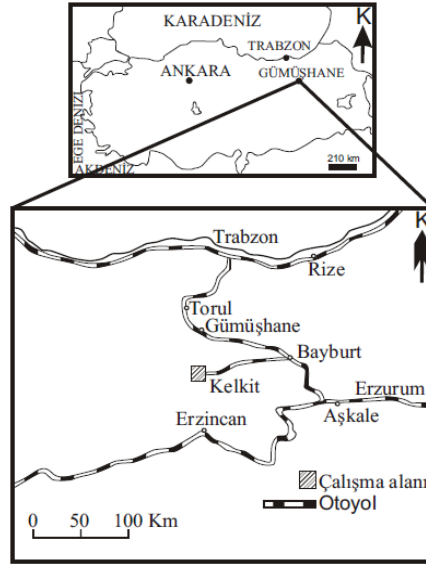 KARADENİZ
K
TRABZON
ANKARA
GÜMÜŞHANE
EGE DENİZİ
AKDENİZ
210 km
K
Trabzon
Rize
Torul
Gümüşhane
Bayburt
Kelkit
Erzurum
Erzincan
Aşkale
Çalışma alanı
Otoyol
0 50 100 Km